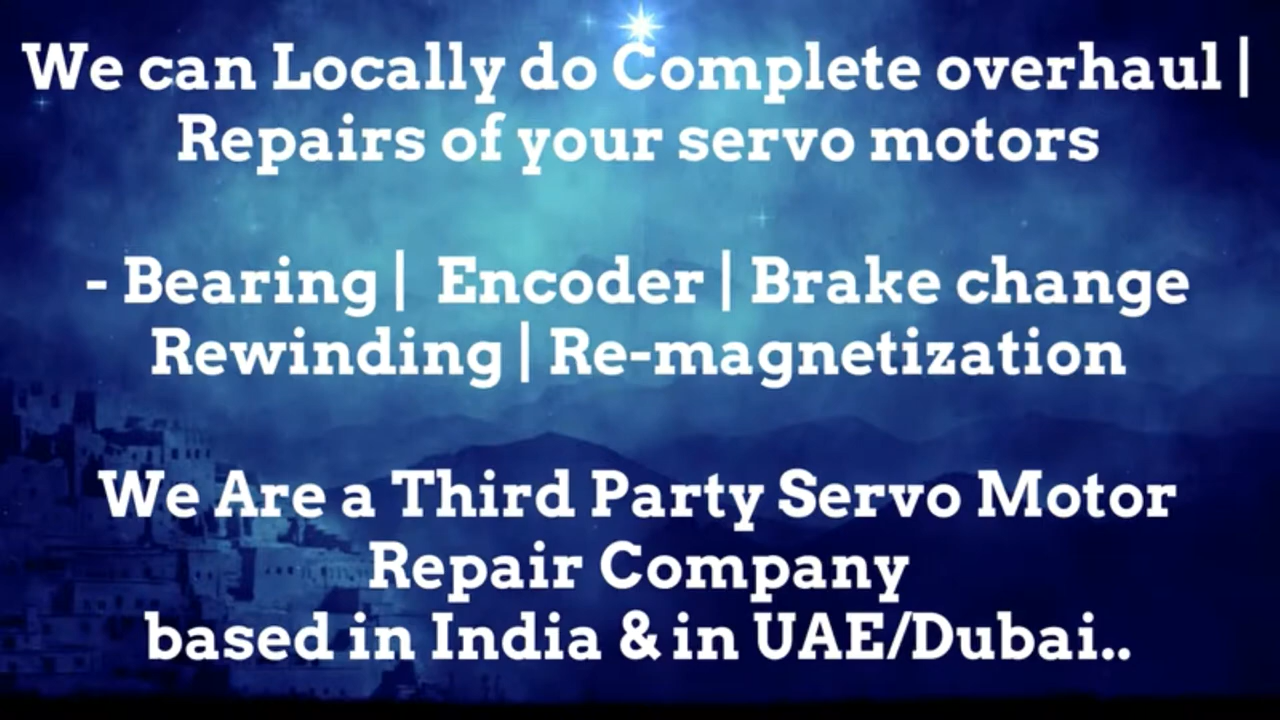 We can Locally do Complete overhaul |
Repairs of your servo motors
- Bearing | Encoder | Brake change
Rewinding | Re-magnetization
We Are a Third Party Servo Motor
Repair Company
based in India & in UAE/Dubai..